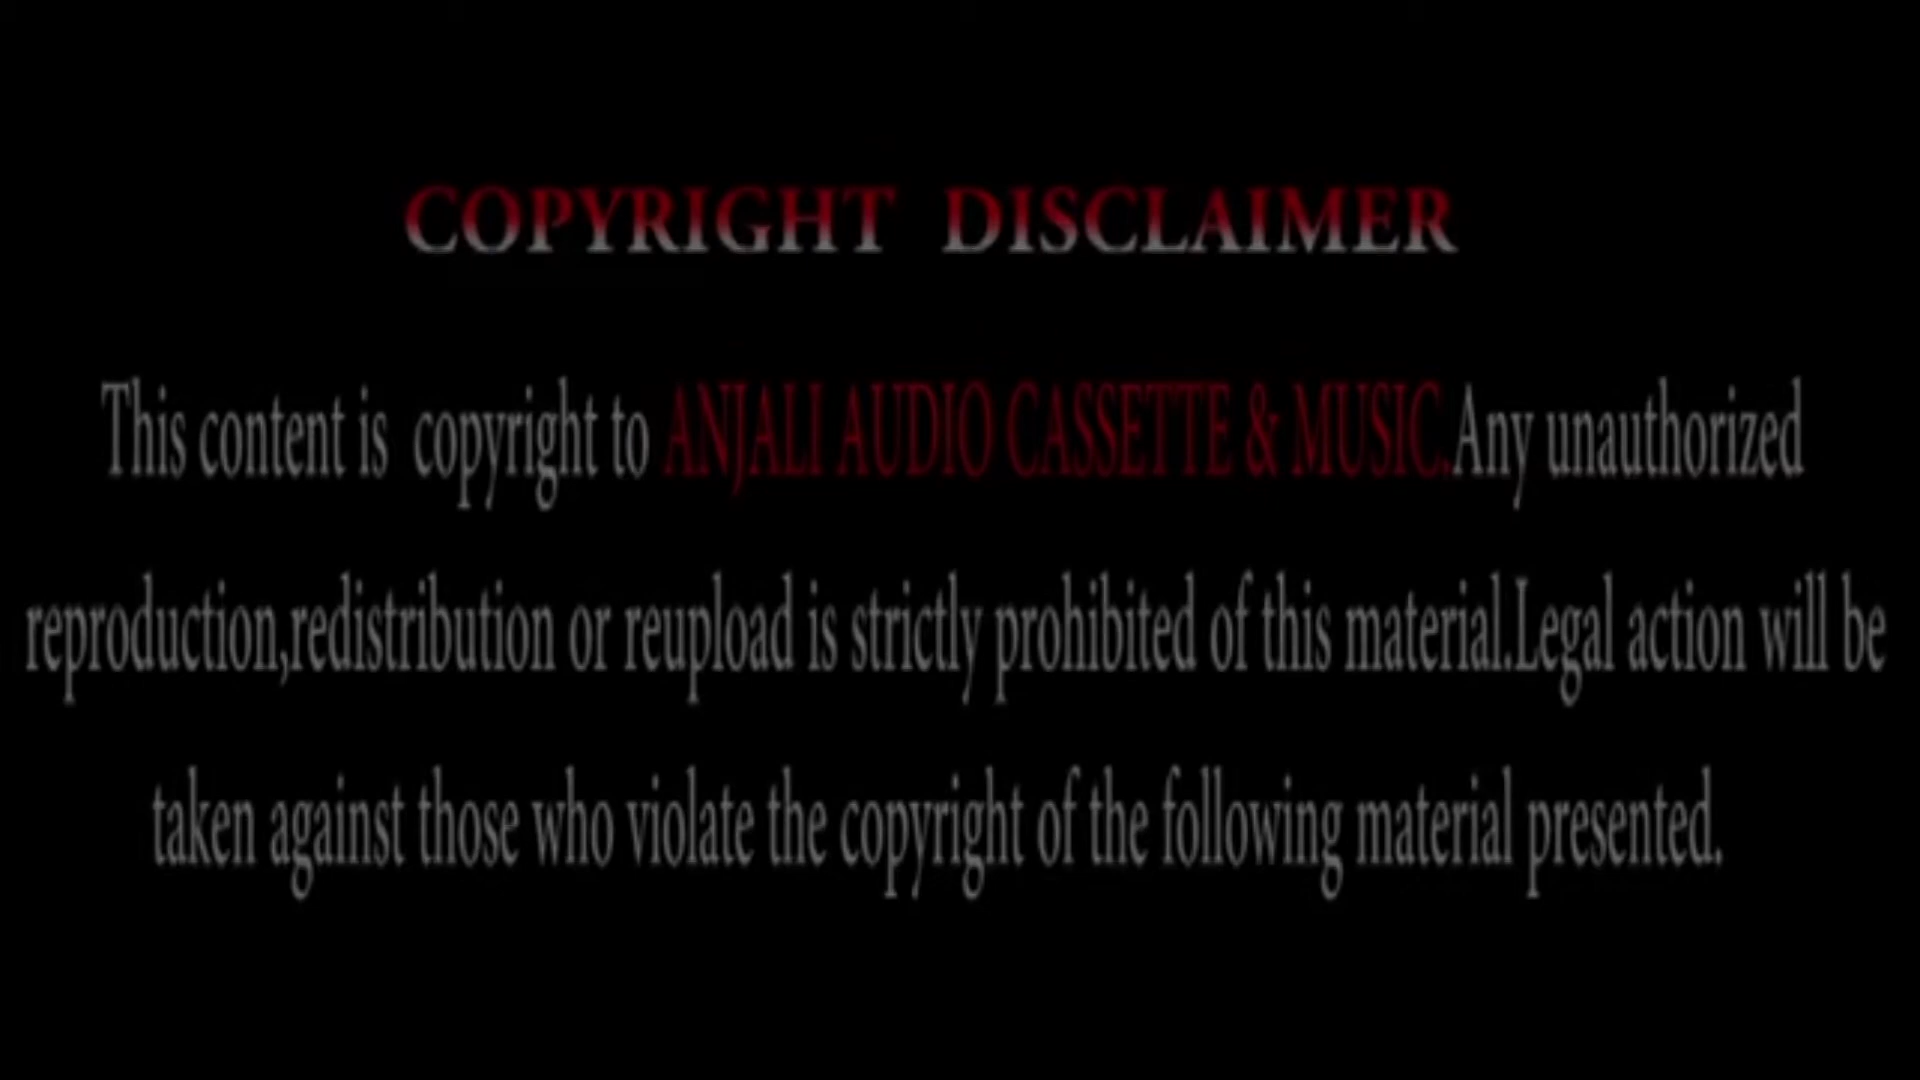 COPYRIGHT DISCLAIMER
This content is copyright to ANJALI AUDIO CASSETTE & MUSIC.Any unauthorized
reproduction,redistribution or reupload is strictly prohibited of this material.Legal action will be
taken against those who violate the copyright of the following material presented.